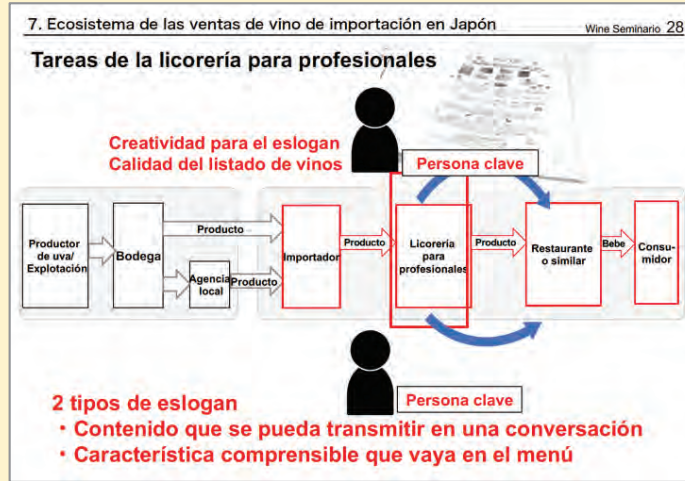 7. Ecosistema de las ventas de vino de importación en Japón
Wine Seminario 28
Tareas de la licorería para profesionales
Creatividad para el eslogan
Calidad del listado de vinos
Persona clave
Productor
de uva/
Explotación
Bodega
Producto
Agencia
local
Producto
Importador
Producto
Licorería
para
profesionales
Producto
Restaurante
o similar
Bebe
Consu-
midor
Persona clave
2 tipos de eslogan
・Contenido que se pueda transmitir en una conversación
・Característica comprensible que vaya en el menú